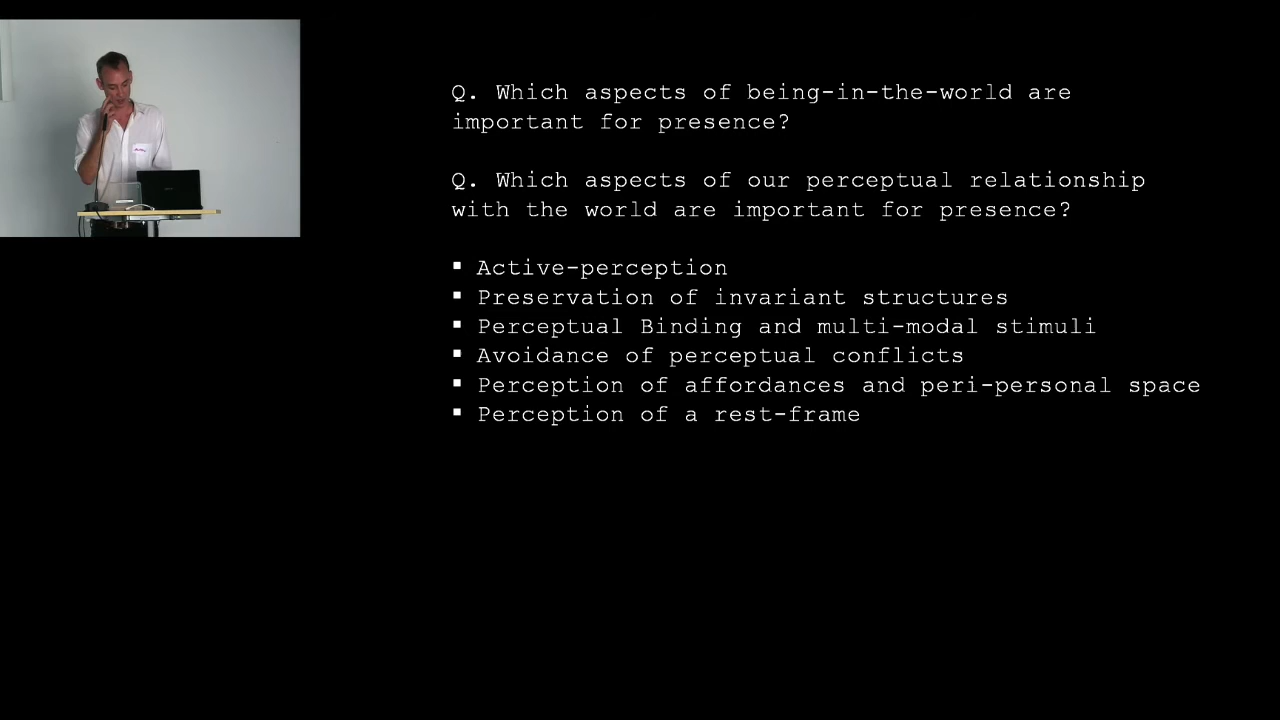 Q. Which aspects of being-in-the-world are
important for presence?
Q. Which aspects of our perceptual relationship
with the world are important for presence?
▪ Active-perception
▪ Preservation of invariant structures
▪ Perceptual Binding and multi-modal stimuli
▪ Avoidance of perceptual conflicts
▪ Perception of affordances and peri-personal space
▪ Perception of a rest-frame